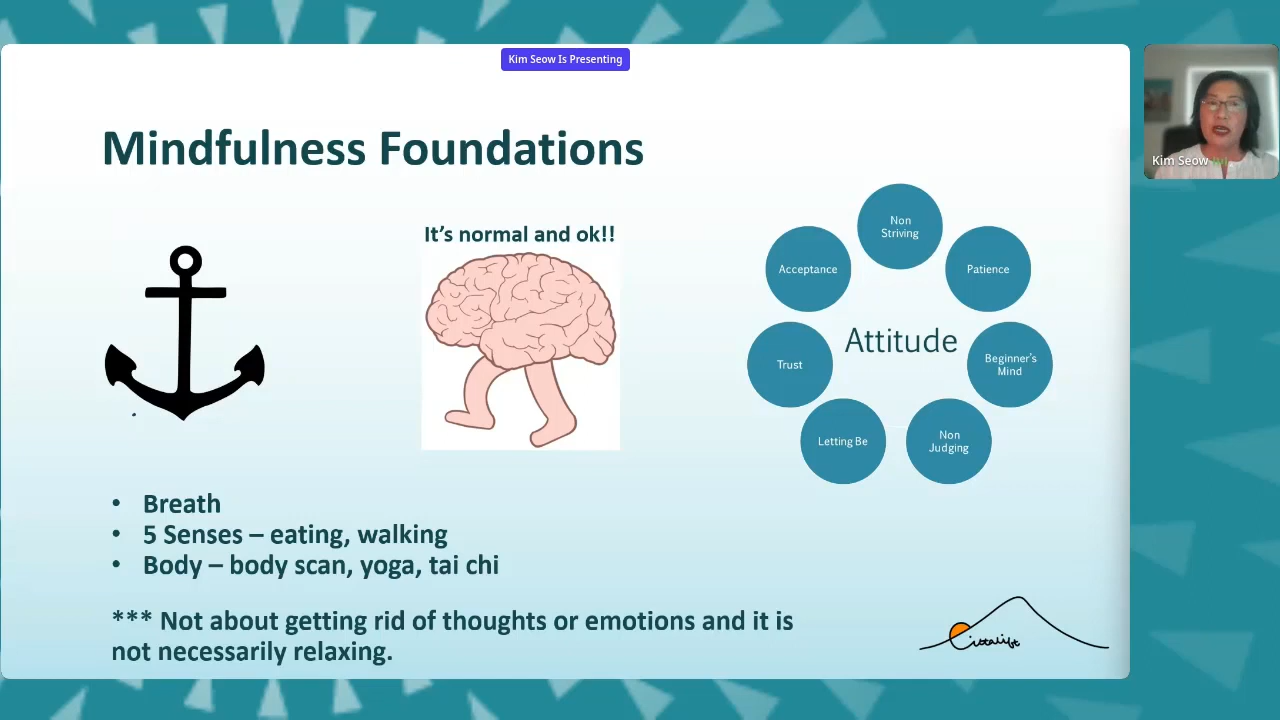 Kim Seow Is Presenting
Kim Seow
Mindfulness Foundations
It's normal and ok!!
Non
Striving
Acceptance
Patience
Attitude
Trust
Beginner's
Mind
Letting Be
Non
Judging
• Breath
• 5 Senses – eating, walking
• Body – body scan, yoga, tai chi
*** Not about getting rid of thoughts or emotions and it is
not necessarily relaxing.
Cittalift